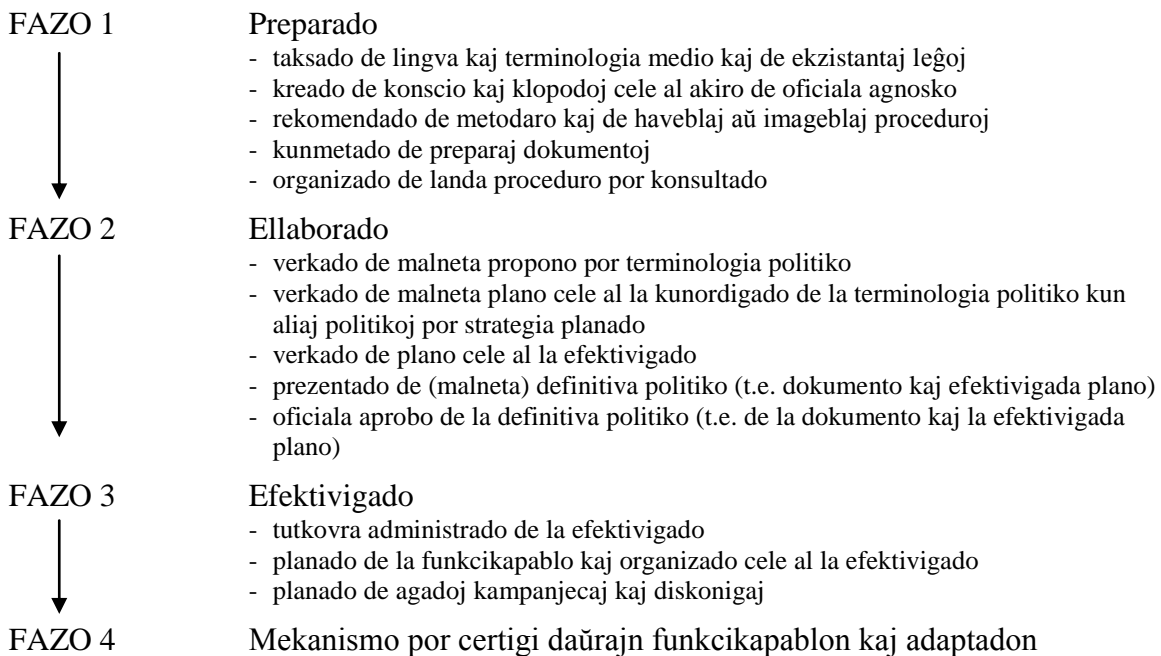 FAZO 1 Preparado
- taksado de lingva kaj terminologia medio kaj de ekzistantaj leĝoj
- kreado de konscio kaj klopodoj cele al akiro de oficiala agnosko
- rekomendado de metodaro kaj de haveblaj aŭ imageblaj proceduroj
- kunmetado de preparaj dokumentoj
- organizado de landa proceduro por konsultado
FAZO 2 Ellaborado
- verkado de malneta propono por terminologia politiko
- verkado de malneta plano cele al la kunordigado de la terminologia politiko kun
aliaj politikoj por strategia planado
- verkado de plano cele al la efektivigado
- prezentado de (malneta) definitiva politiko (t.e. dokumento kaj efektivigada plano)
- oficiala aprobo de la definitiva politiko (t.e. de la dokumento kaj la efektivigada
plano)
FAZO 3 Efektivigado
- tutkovra administrado de la efektivigado
- planado de la funkcikapablo kaj organizado cele al la efektivigado
- planado de agadoj kampanjecaj kaj diskonigaj
FAZO 4 Mekanismo por certigi daŭrajn funkcikapablon kaj adaptadon